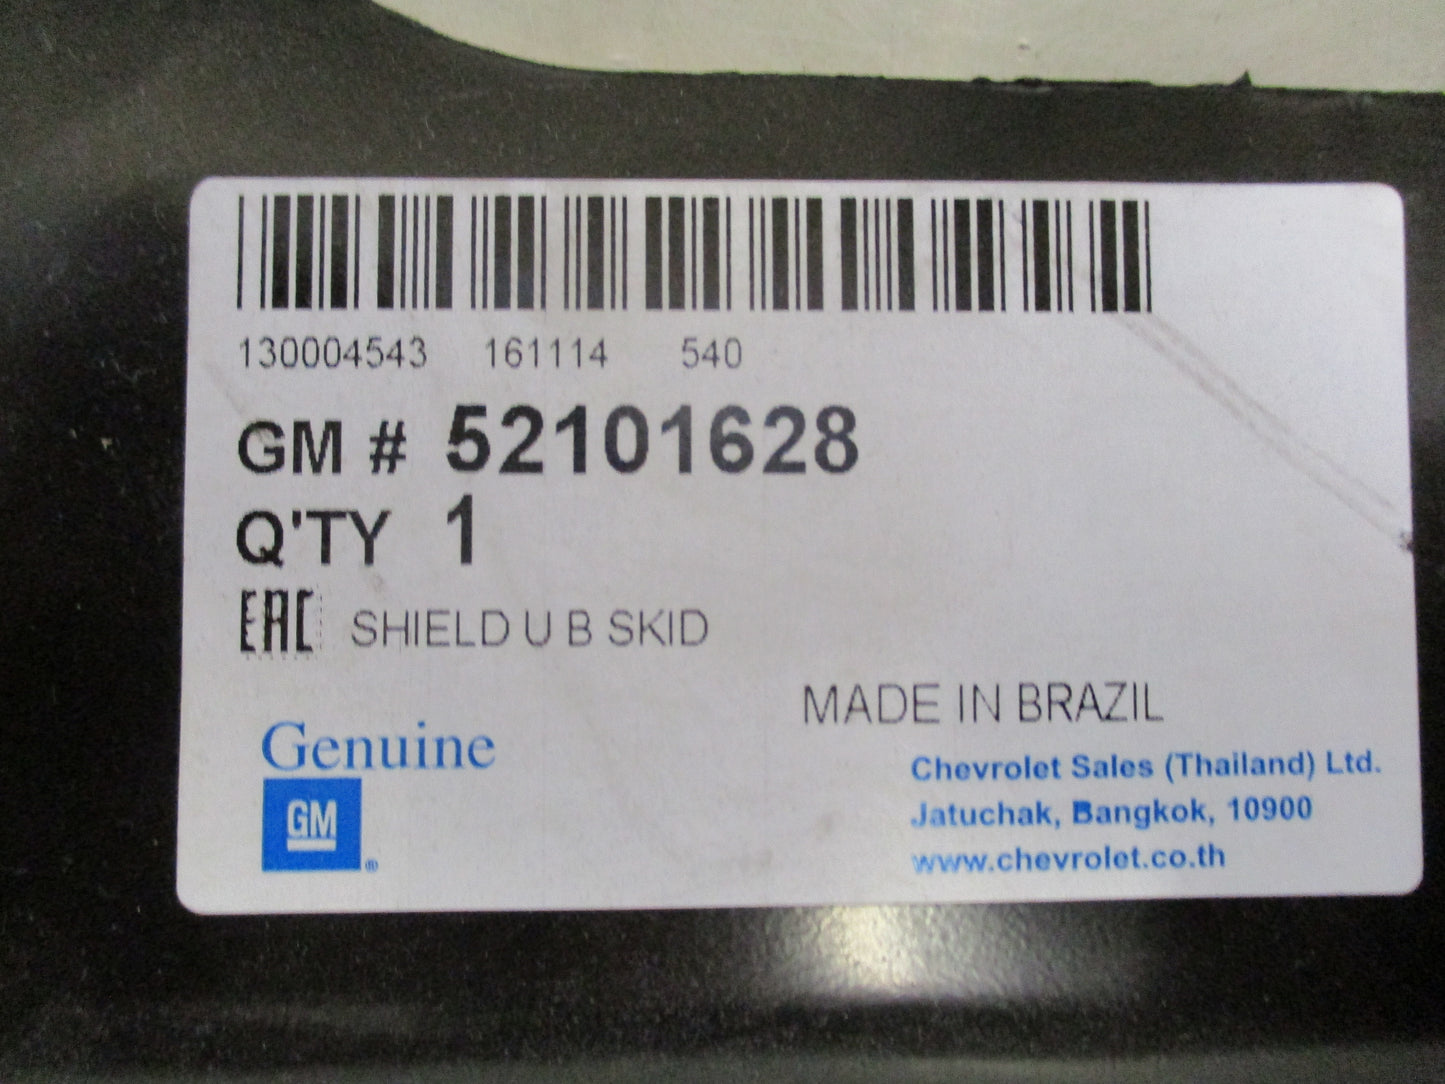 130004543 161114 540
GM # 52101628
Q'TY 1
EAC SHIELD U B SKID
MADE IN BRAZIL
Genuine
GM ®
Chevrolet Sales (Thailand) Ltd.
Jatuchak, Bangkok, 10900
www.chevrolet.co.th